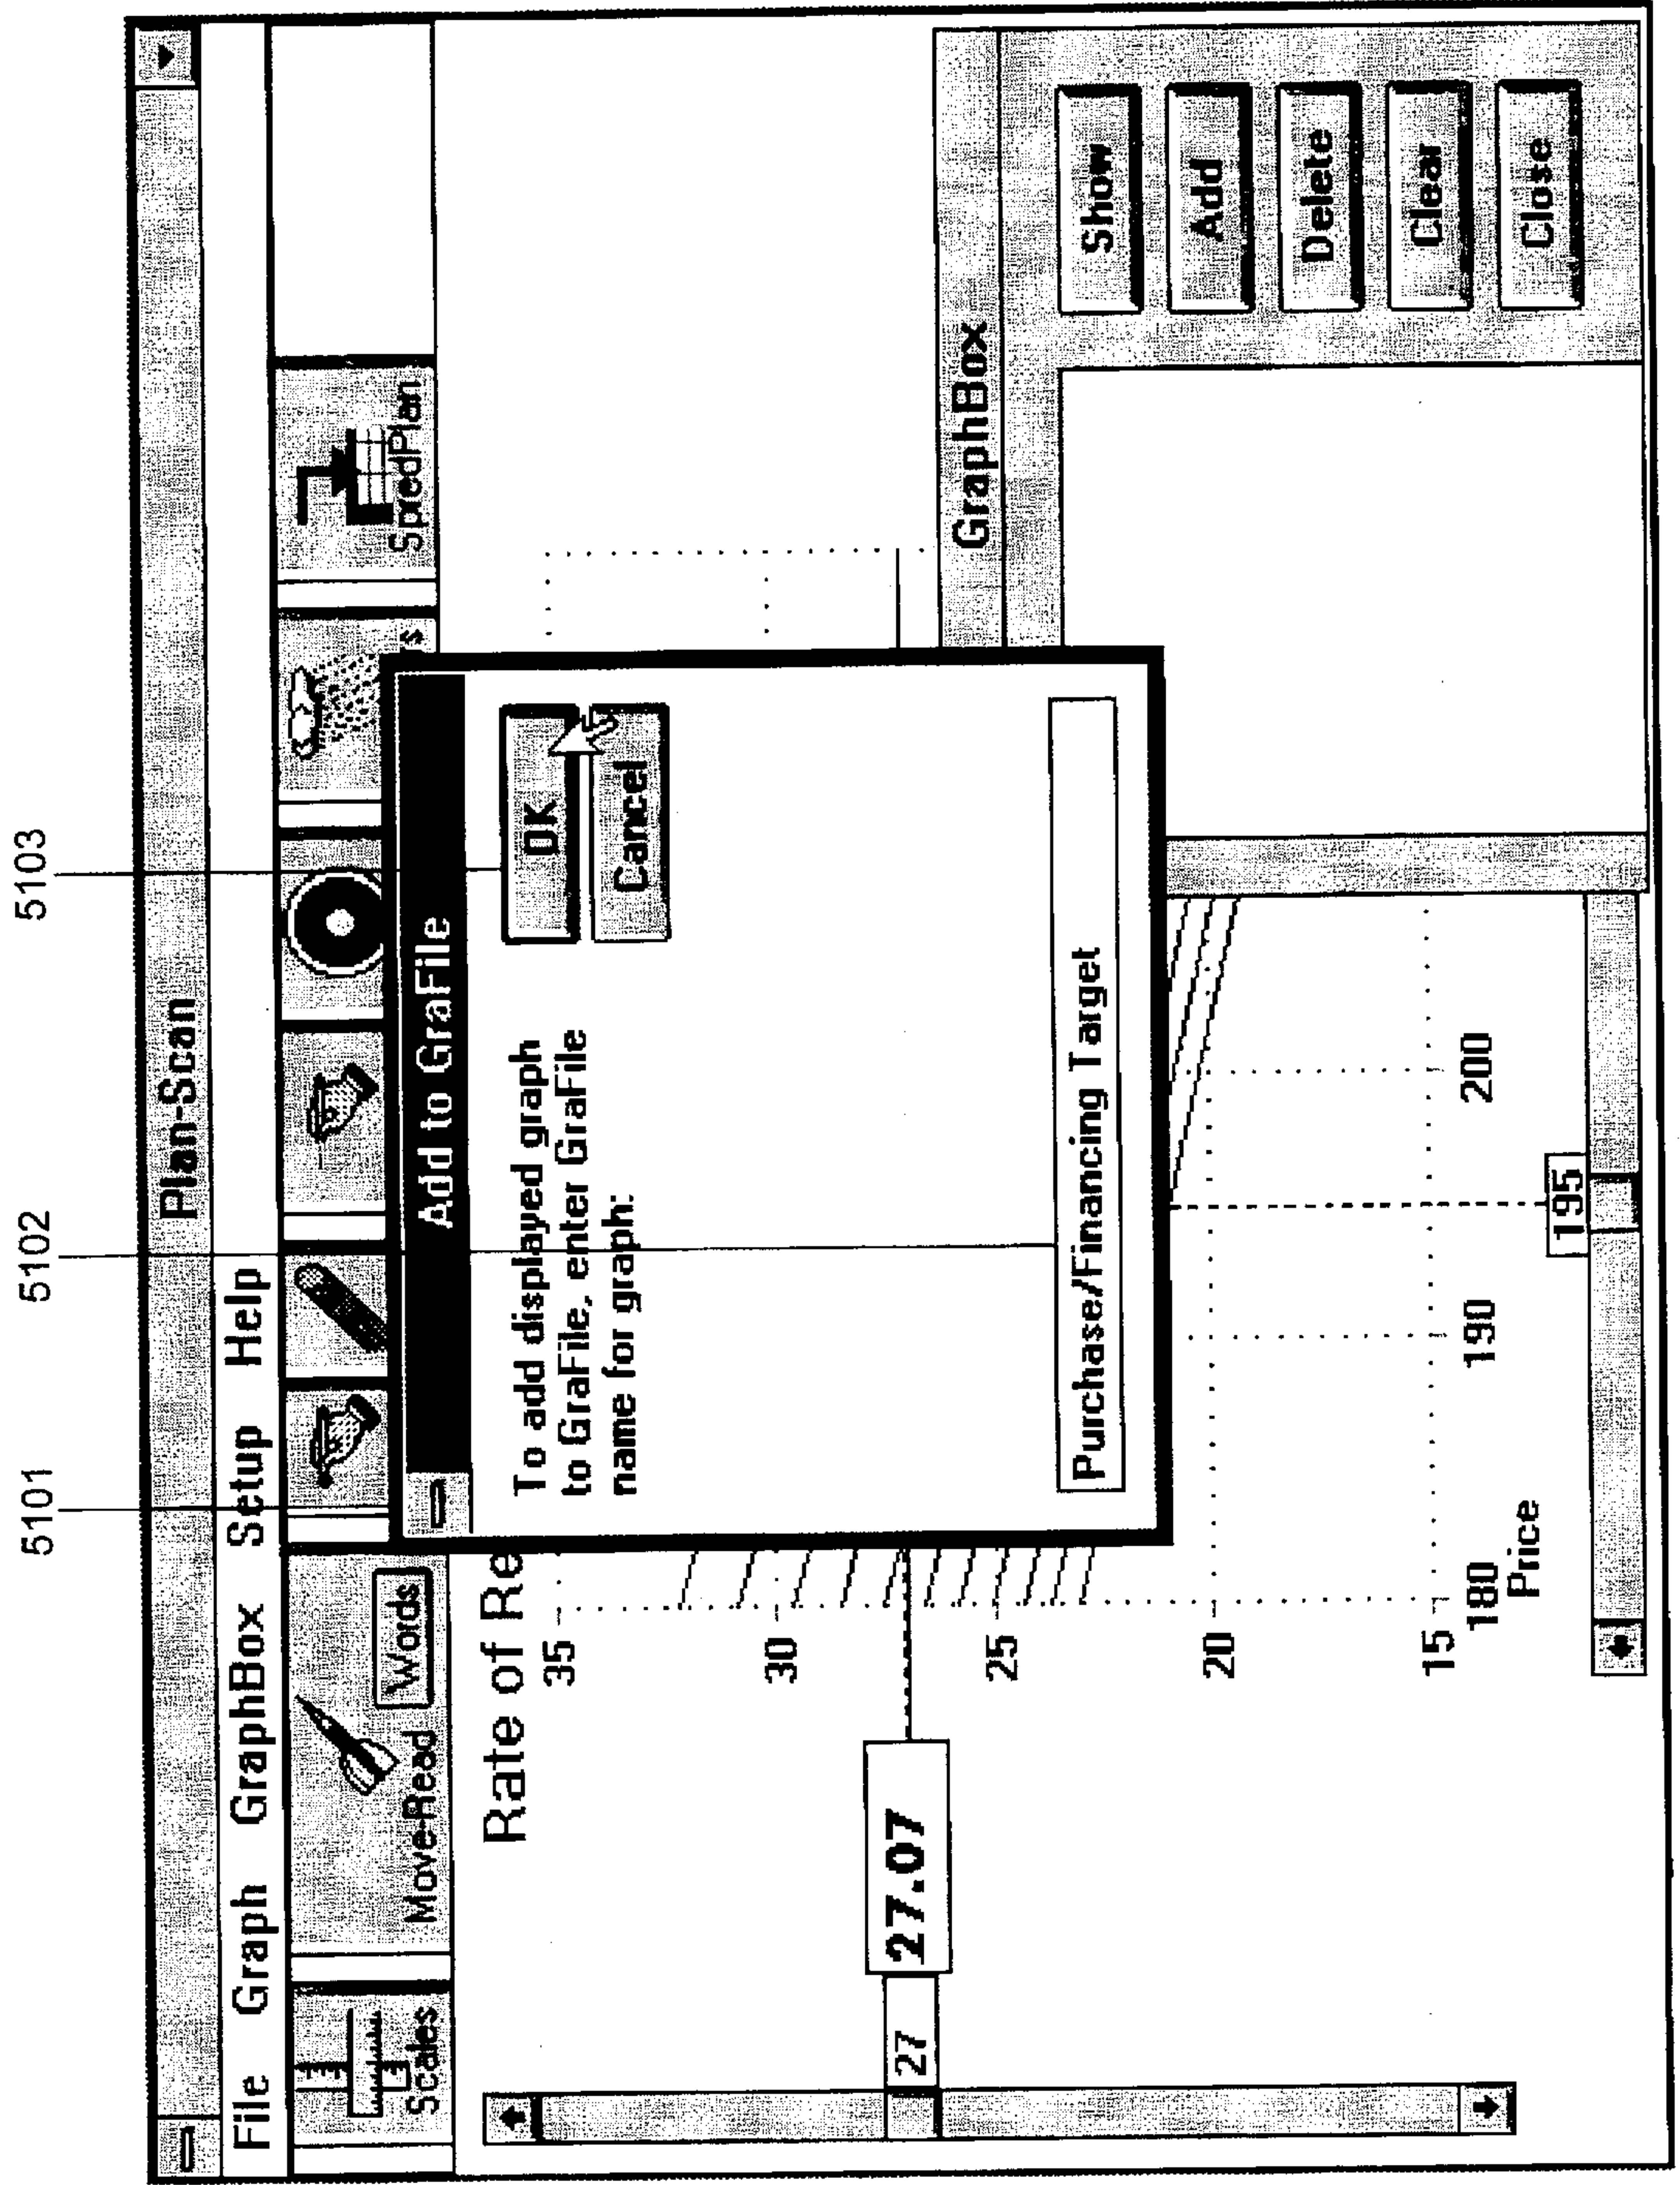 5101 5102 5103
Plan-Scan
File Graph GraphBox Setup Help
Scales
Move-Read
Words
SpredPlan
Add to GraFile
To add displayed graph
to GraFile, enter GraFile
name for graph:
OK
Cancel
Purchase/Financing Target
Rate of Re
35
30
25
20
15
27
27.07
180 190 200
Price
195
GraphBox
Show
Add
Delete
Clear
Close